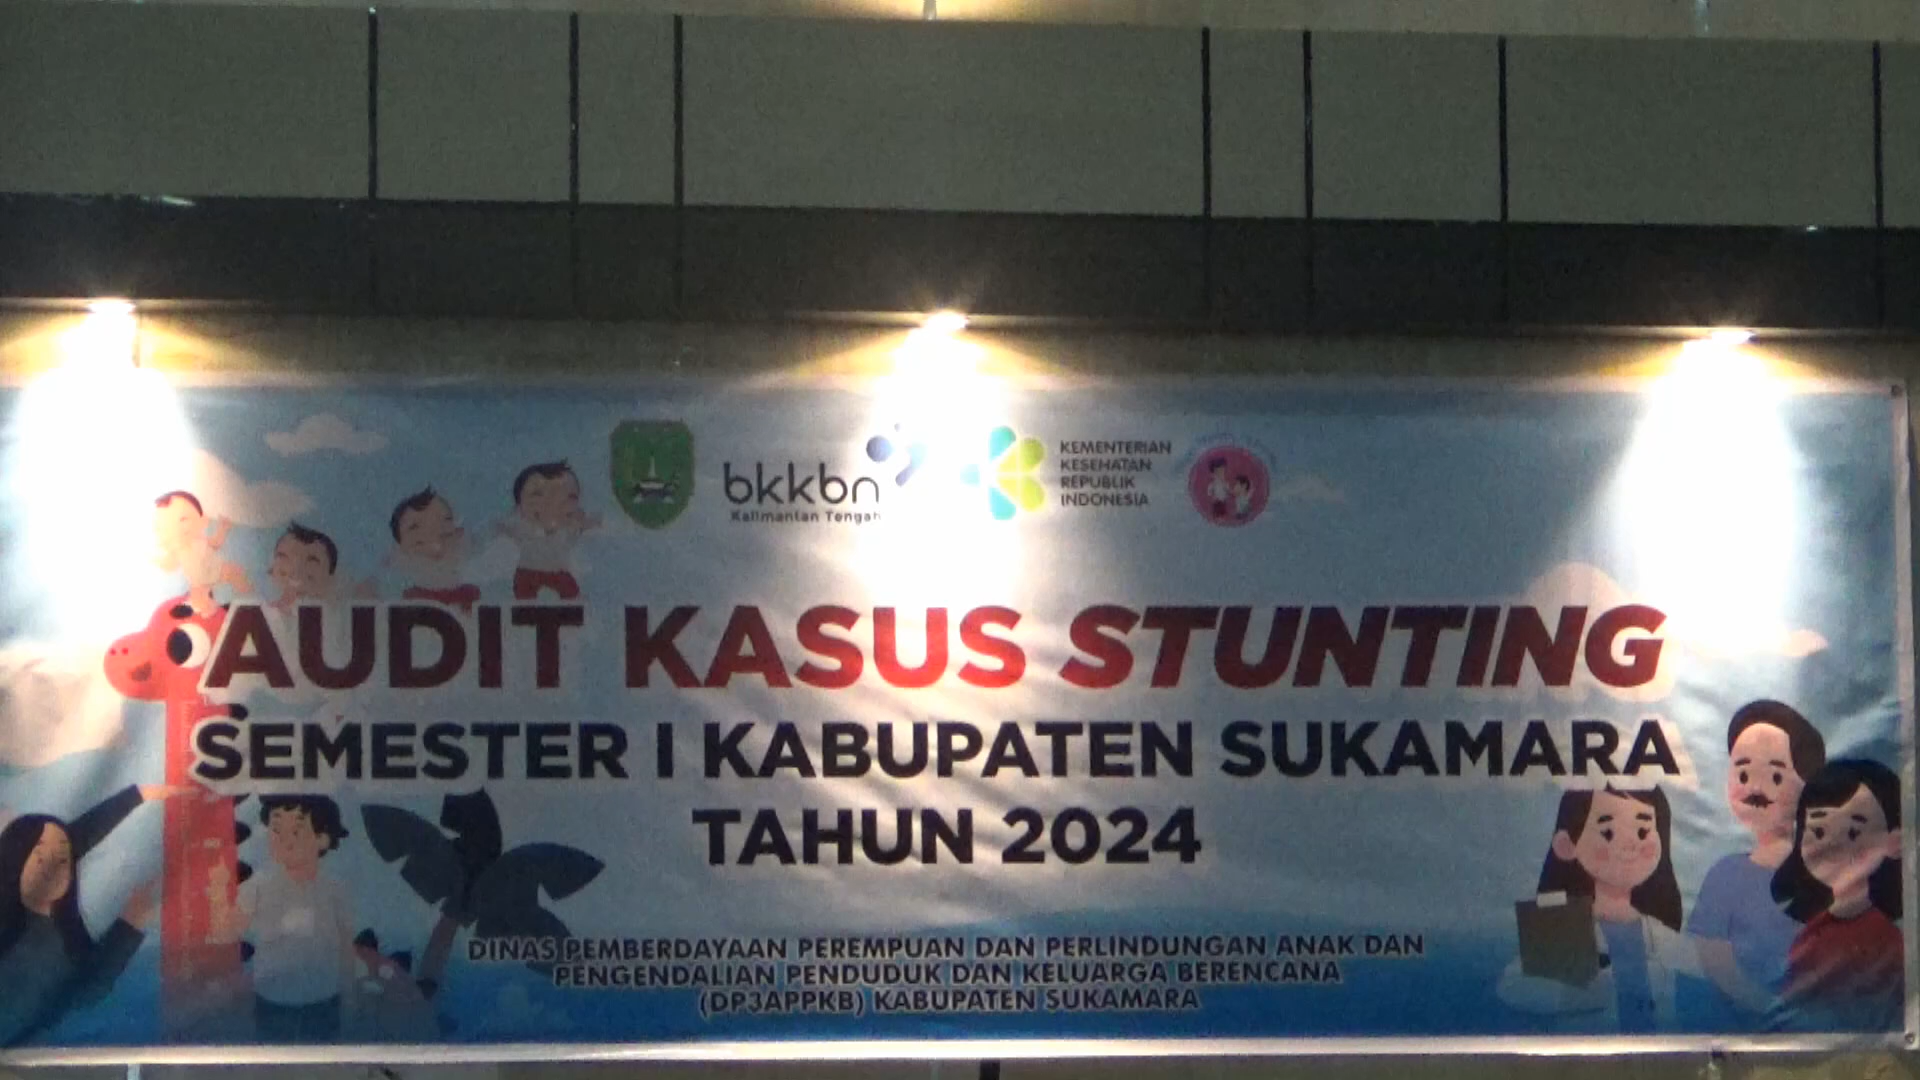 bkkbn
Kalimantan Tengah
KEMENTERIAN
KESEHATAN
REPUBLIK
INDONESIA
AUDIT KASUS STUNTING
SEMESTER I KABUPATEN SUKAMARA
TAHUN 2024
DINAS PEMBERDAYAAN PEREMPUAN DAN PERLINDUNGAN ANAK DAN
PENGENDALIAN PENDUDUK DAN KELUARGA BERENCANA
(DP3APPKB) KABUPATEN SUKAMARA